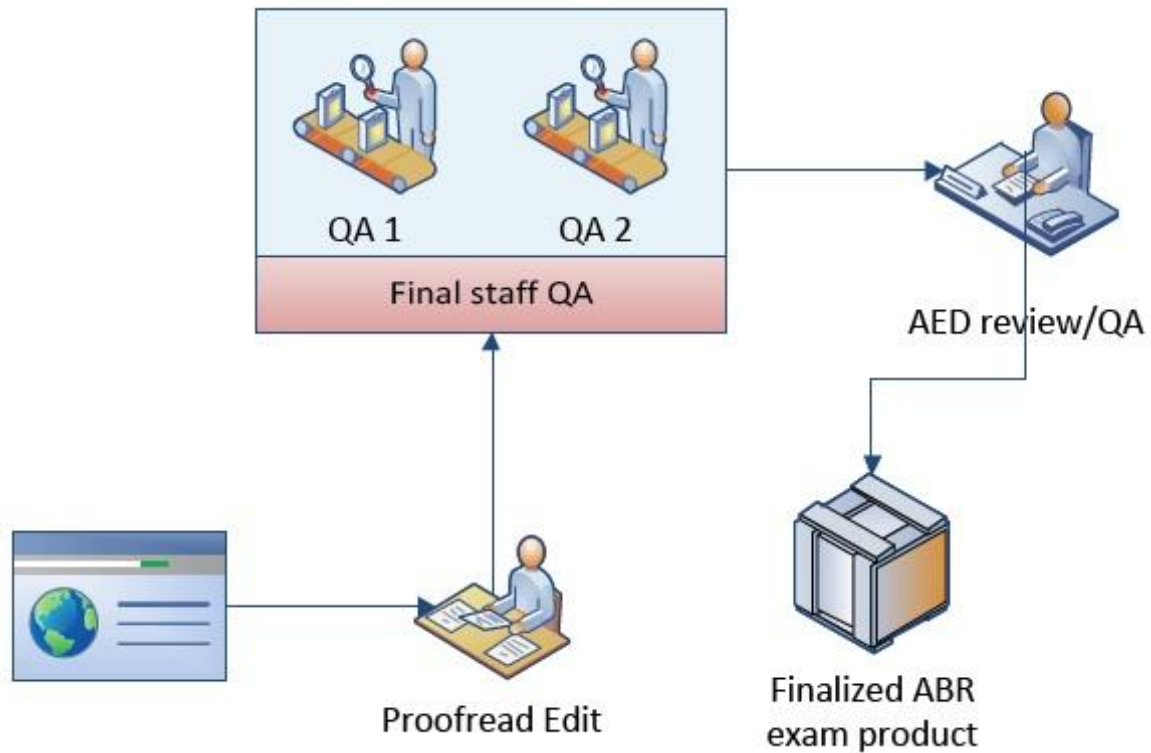 QA 1
QA 2
Final staff QA
AED review/QA
Proofread Edit
Finalized ABR
exam product